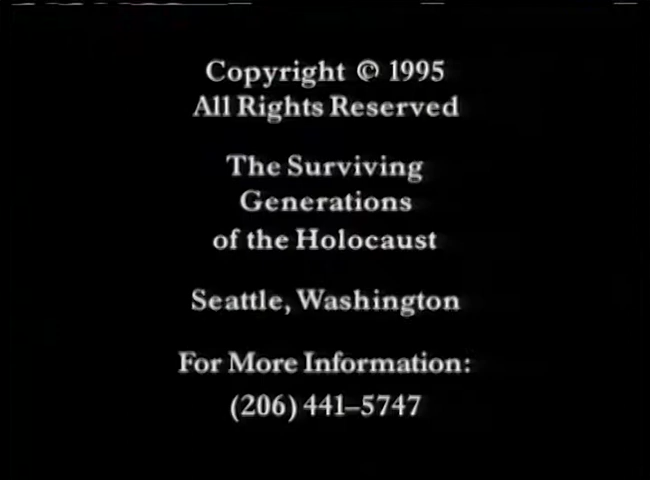 Copyright © 1995
All Rights Reserved
The Surviving
Generations
of the Holocaust
Seattle, Washington
For More Information:
(206) 441–5747